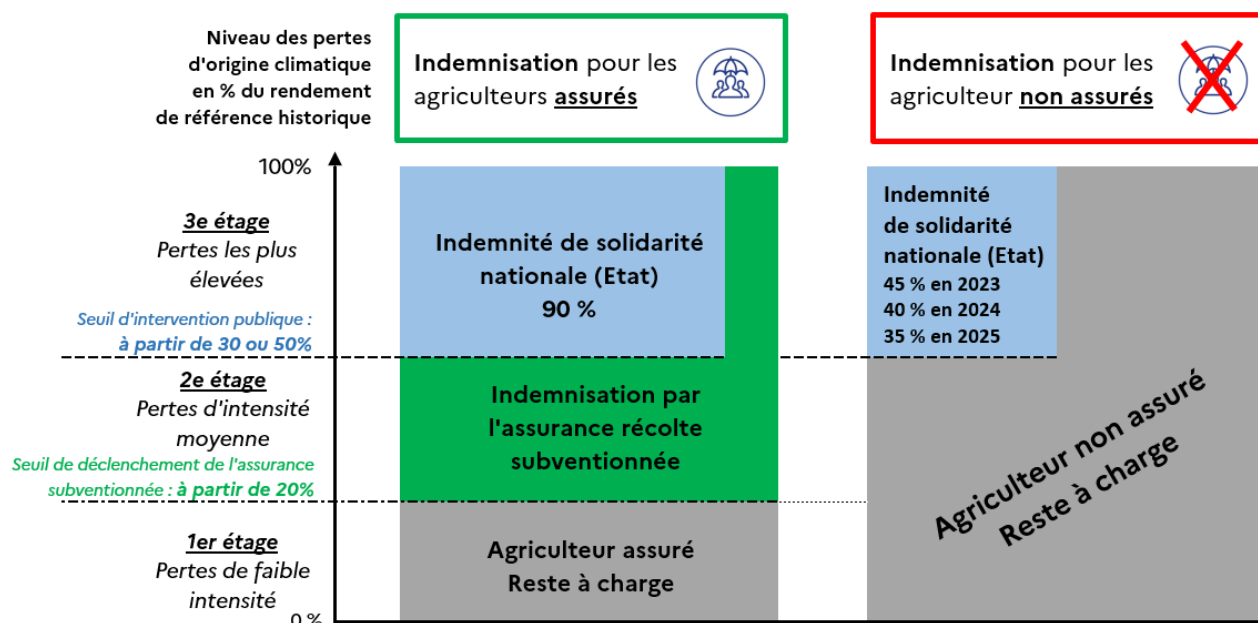 Niveau des pertes
d'origine climatique
en % du rendement
de référence historique
Indemnisation pour les
agriculteurs assurés
Indemnisation pour les
agriculteur non assurés
100%
3e étage
Pertes les plus
élevées
Seuil d'intervention publique :
à partir de 30 ou 50%
2e étage
Pertes d'intensité
moyenne
Seuil de déclenchement de l'assurance
subventionnée : à partir de 20%
1er étage
Pertes de faible
intensité
0 %
Indemnité de solidarité
nationale (Etat)
90 %
Indemnisation par
l'assurance récolte
subventionnée
Agriculteur assuré
Reste à charge
Indemnité
de solidarité
nationale (Etat)
45 % en 2023
40 % en 2024
35 % en 2025
Agriculteur non assuré
Reste à charge